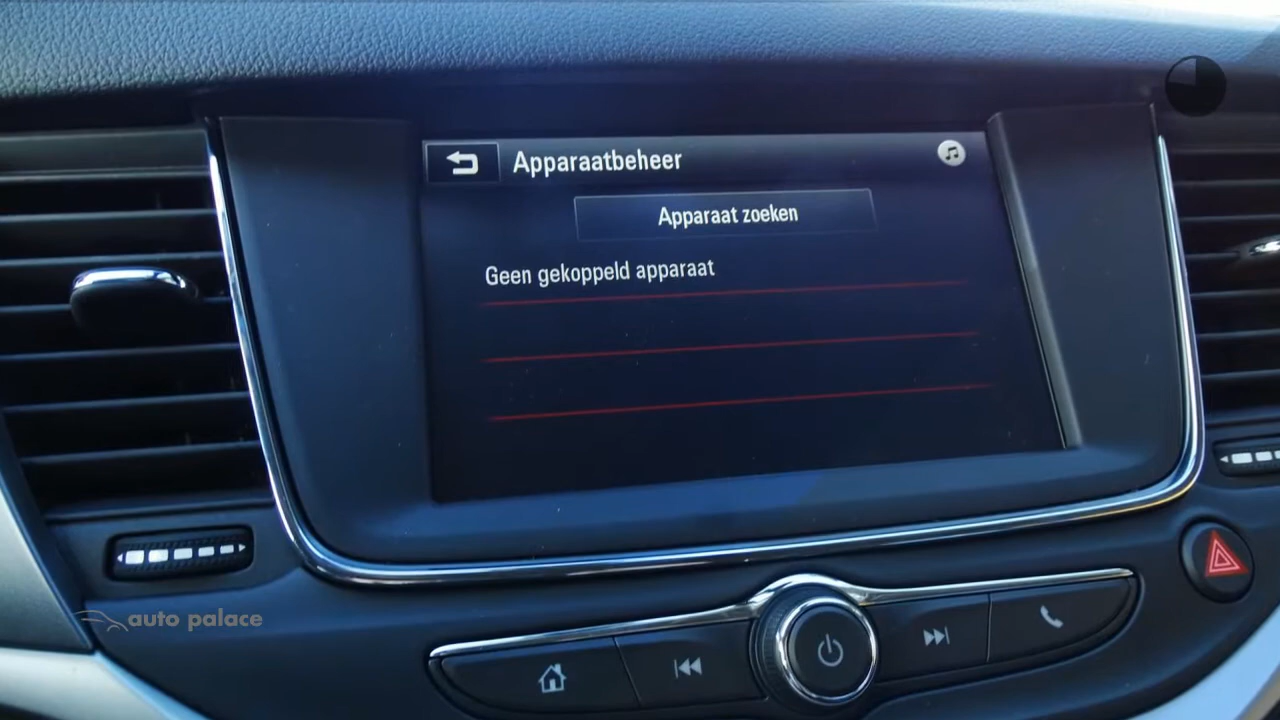 Apparaatbeheer
Apparaat zoeken
Geen gekoppeld apparaat
auto palace